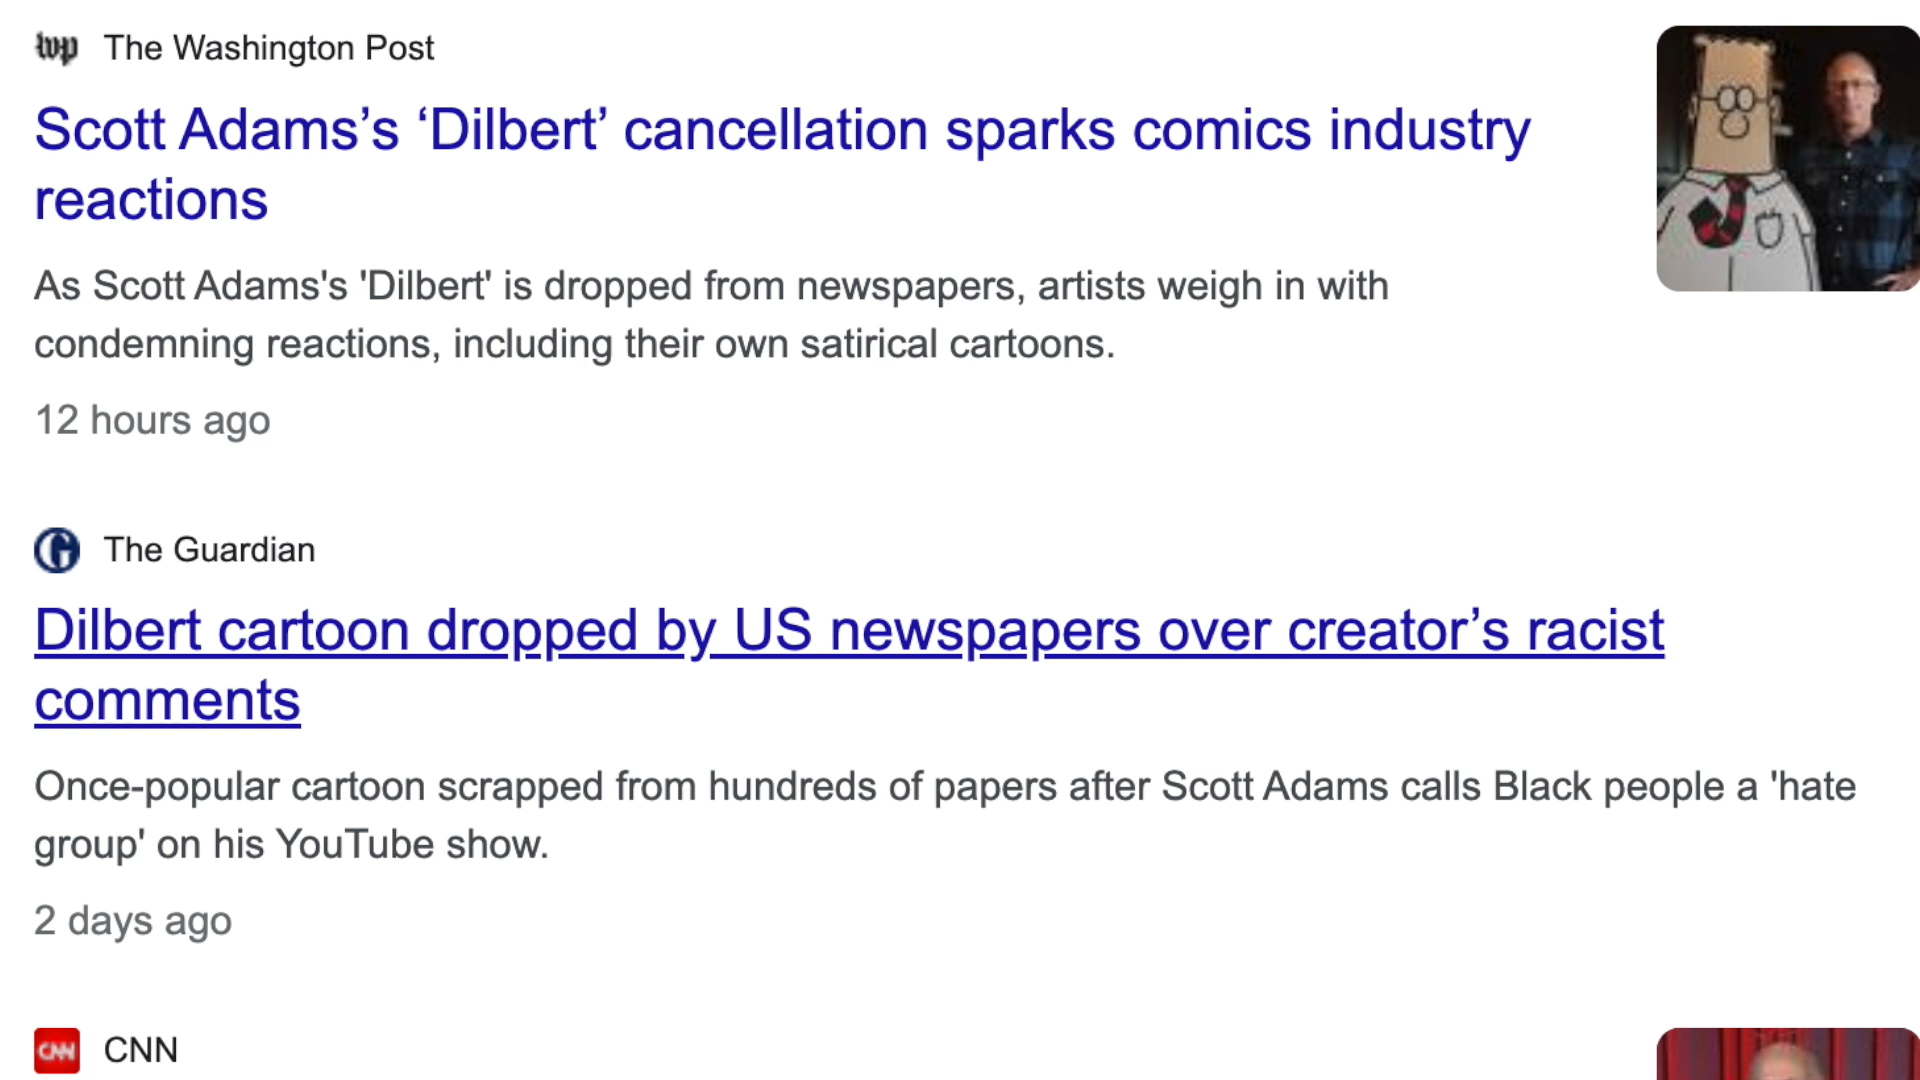 wp The Washington Post
Scott Adams’s ‘Dilbert’ cancellation sparks comics industry
reactions
As Scott Adams's 'Dilbert' is dropped from newspapers, artists weigh in with
condemning reactions, including their own satirical cartoons.
12 hours ago
G The Guardian
Dilbert cartoon dropped by US newspapers over creator’s racist
comments
Once-popular cartoon scrapped from hundreds of papers after Scott Adams calls Black people a 'hate
group' on his YouTube show.
2 days ago
CNN CNN